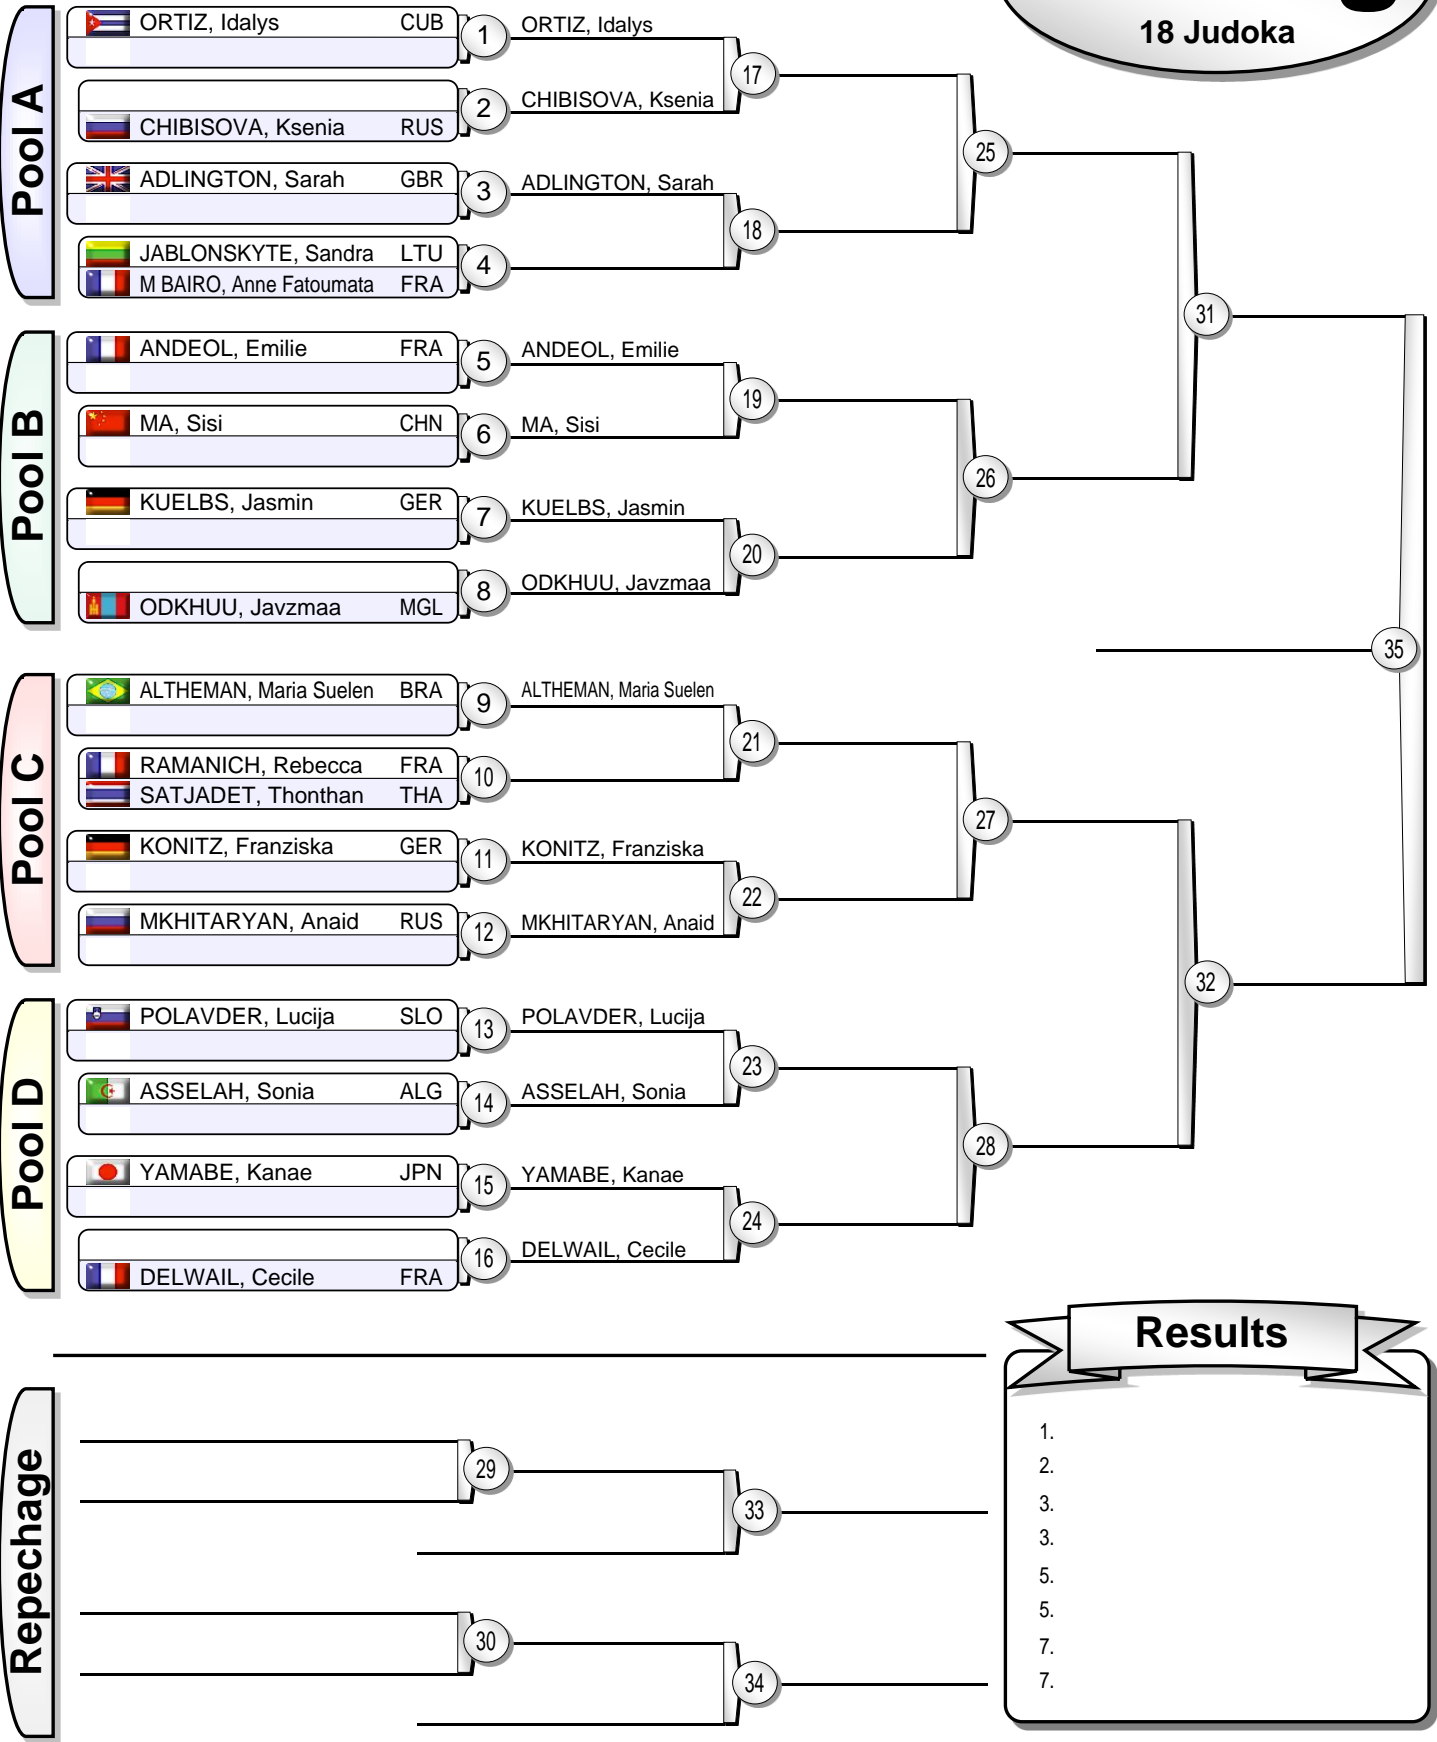 18 Judoka
Pool A
ORTIZ, Idalys CUB
1
ORTIZ, Idalys
17
2
CHIBISOVA, Ksenia
CHIBISOVA, Ksenia RUS
25
ADLINGTON, Sarah GBR
3
ADLINGTON, Sarah
18
JABLONSKYTE, Sandra LTU
4
M BAIRO, Anne Fatoumata FRA
31
Pool B
ANDEOL, Emilie FRA
5
ANDEOL, Emilie
19
MA, Sisi CHN
6
MA, Sisi
26
KUELBS, Jasmin GER
7
KUELBS, Jasmin
20
8
ODKHUU, Javzmaa
ODKHUU, Javzmaa MGL
35
Pool C
ALTHEMAN, Maria Suelen BRA
9
ALTHEMAN, Maria Suelen
21
RAMANICH, Rebecca FRA
10
SATJADET, Thonthan THA
27
KONITZ, Franziska GER
11
KONITZ, Franziska
22
MKHITARYAN, Anaid RUS
12
MKHITARYAN, Anaid
32
Pool D
POLAVDER, Lucija SLO
13
POLAVDER, Lucija
23
ASSELAH, Sonia ALG
14
ASSELAH, Sonia
28
YAMABE, Kanae JPN
15
YAMABE, Kanae
24
16
DELWAIL, Cecile
DELWAIL, Cecile FRA
Repechage
29
33
30
34
Results
1.
2.
3.
3.
5.
5.
7.
7.